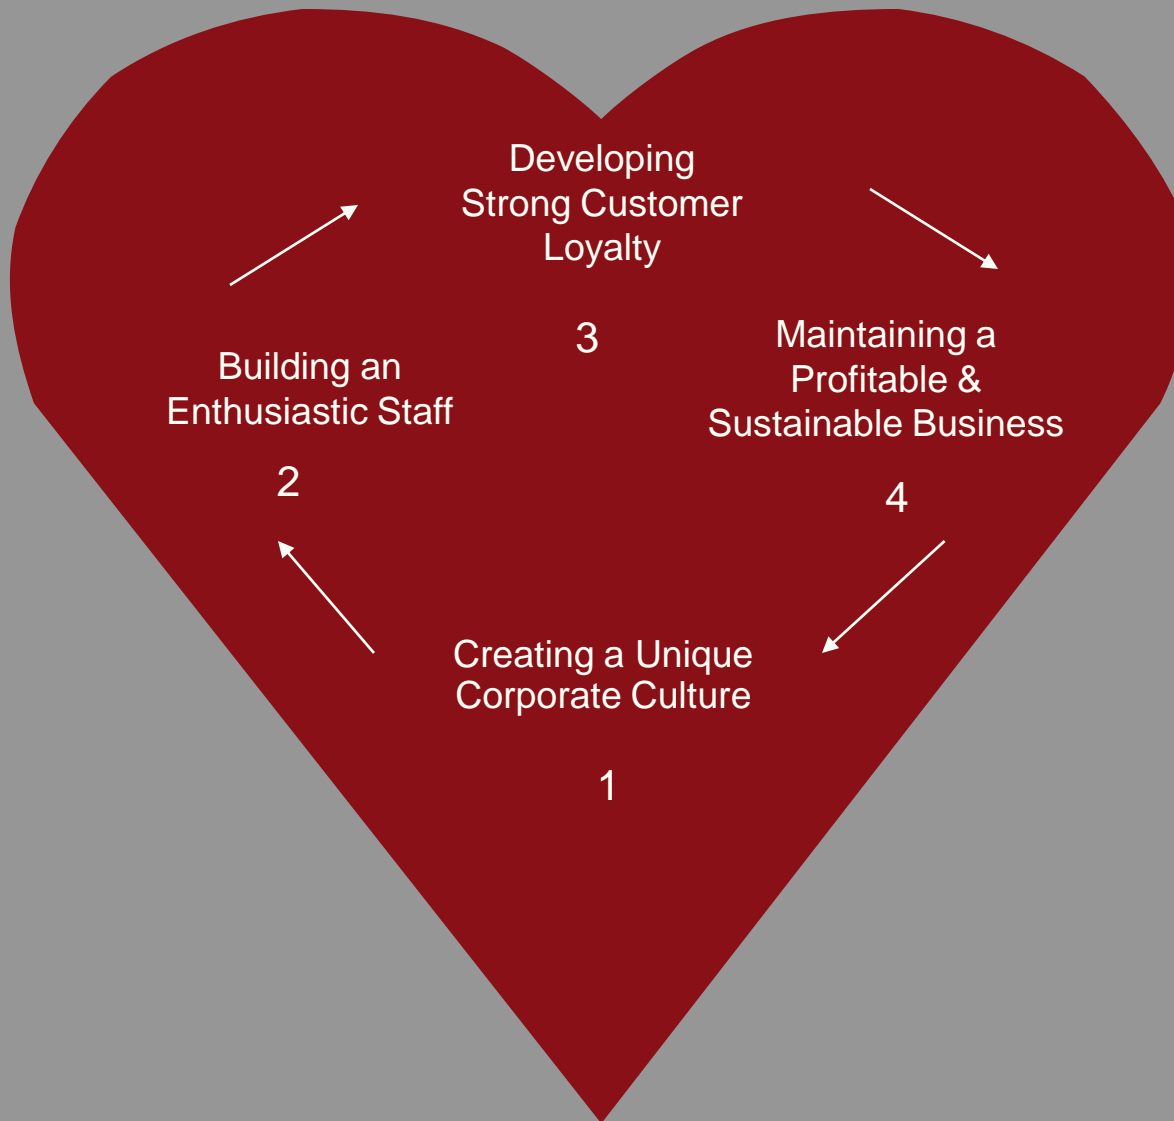 Developing
Strong Customer
Loyalty
3
Maintaining a
Profitable &
Sustainable Business
4
Building an
Enthusiastic Staff
2
Creating a Unique
Corporate Culture
1